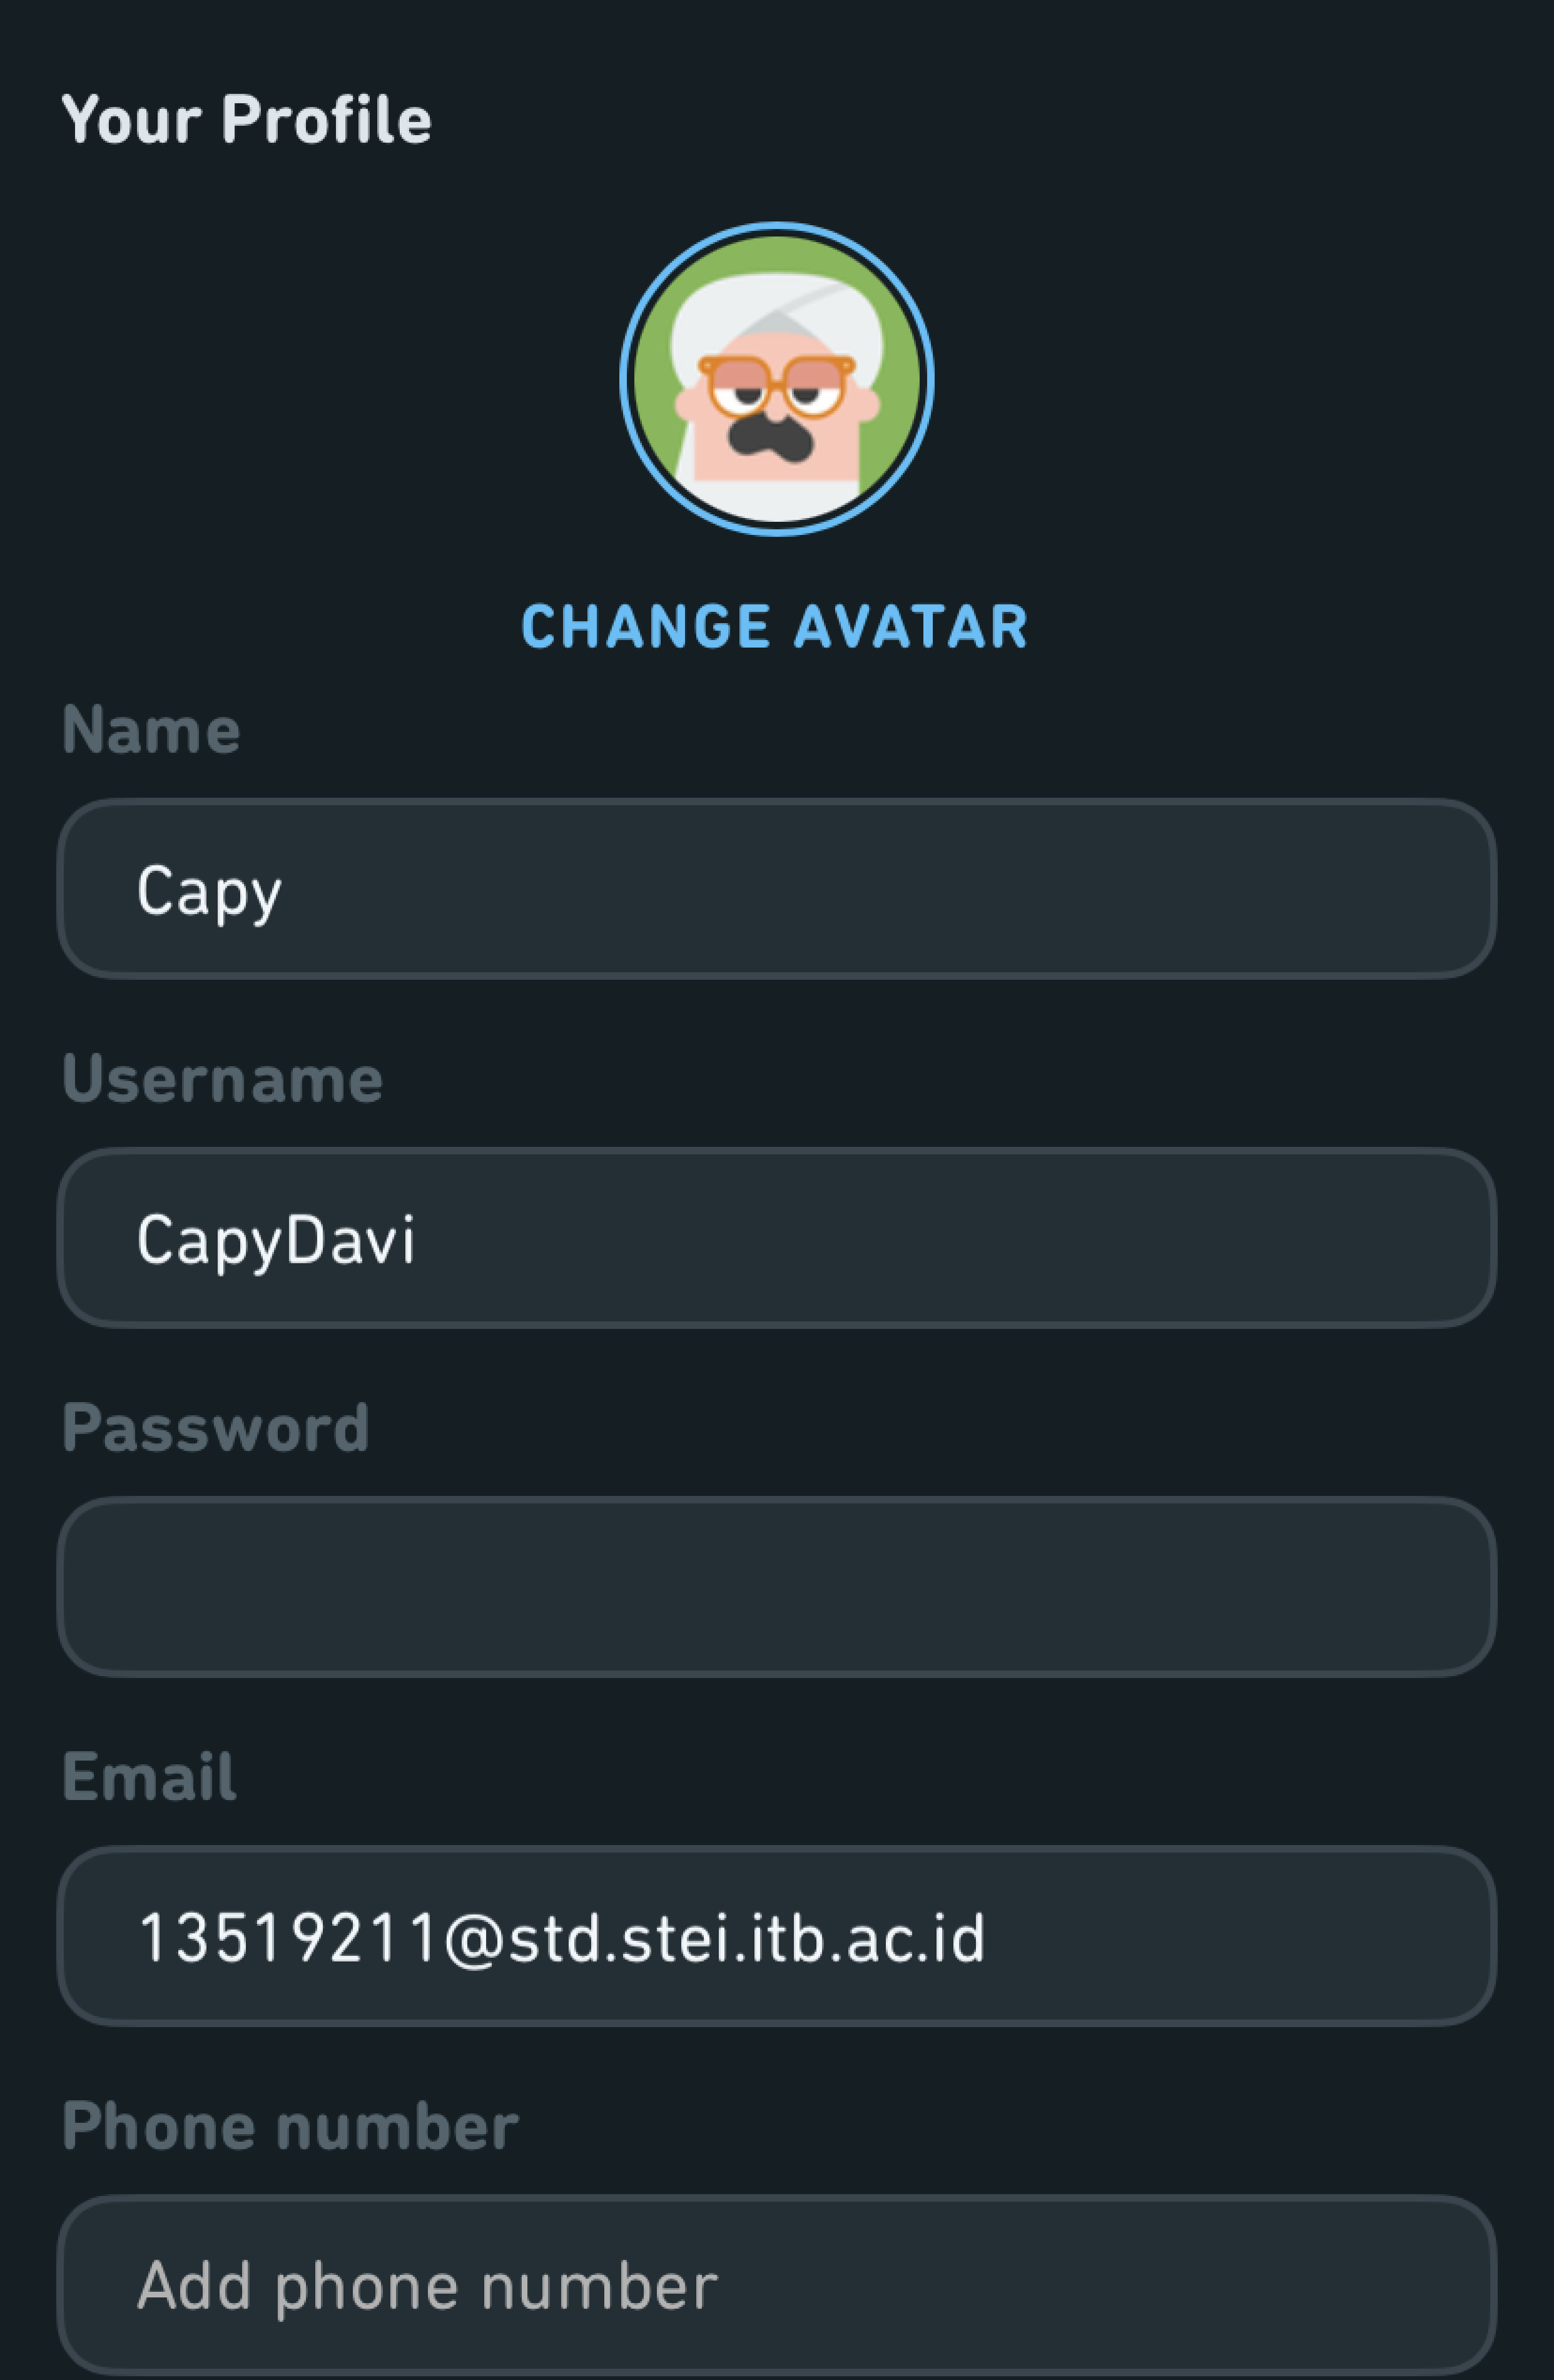 Your Profile
CHANGE AVATAR
Name
Capy
Username
CapyDavi
Password
Email
13519211@std.stei.itb.ac.id
Phone number
Add phone number